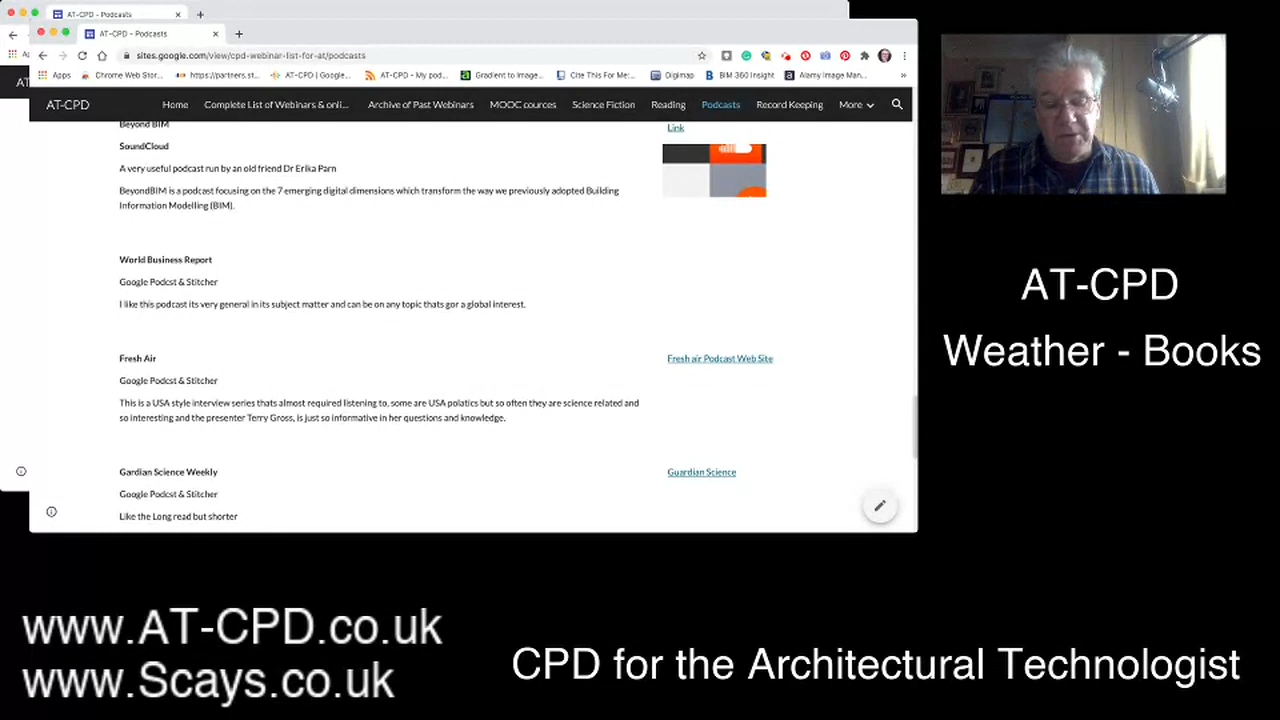 AT-CPD - Podcasts
AT-CPD - Podcasts
sites.google.com/view/cpd-webinar-list-for-at/podcasts
Apps
Chrome Web Stor...
https://partners.st...
AT-CPD | Google...
AT-CPD - My pod...
Gradient to Image...
Cite This For Me:...
Digimap
BIM 360 Insight
Alamy Image Man...
»
AT-CPD
Home
Complete List of Webinars & onli...
Archive of Past Webinars
MOOC cources
Science Fiction
Reading
Podcasts
Record Keeping
More
Beyond BIM
Link
SoundCloud
A very useful podcast run by an old friend Dr Erika Parn
BeyondBIM is a podcast focusing on the 7 emerging digital dimensions which transform the way we previously adopted Building
Information Modelling (BIM).
World Business Report
Google Podcst & Stitcher
I like this podcast its very general in its subject matter and can be on any topic thats gor a global interest.
Fresh Air
Fresh air Podcast Web Site
Google Podcst & Stitcher
This is a USA style interview series thats almost required listening to, some are USA polatics but so often they are science related and
so interesting and the presenter Terry Gross, is just so informative in her questions and knowledge.
Gardian Science Weekly
Guardian Science
Google Podcst & Stitcher
Like the Long read but shorter
AT-CPD
Weather - Books
www.AT-CPD.co.uk
www.Scays.co.uk
CPD for the Architectural Technologist